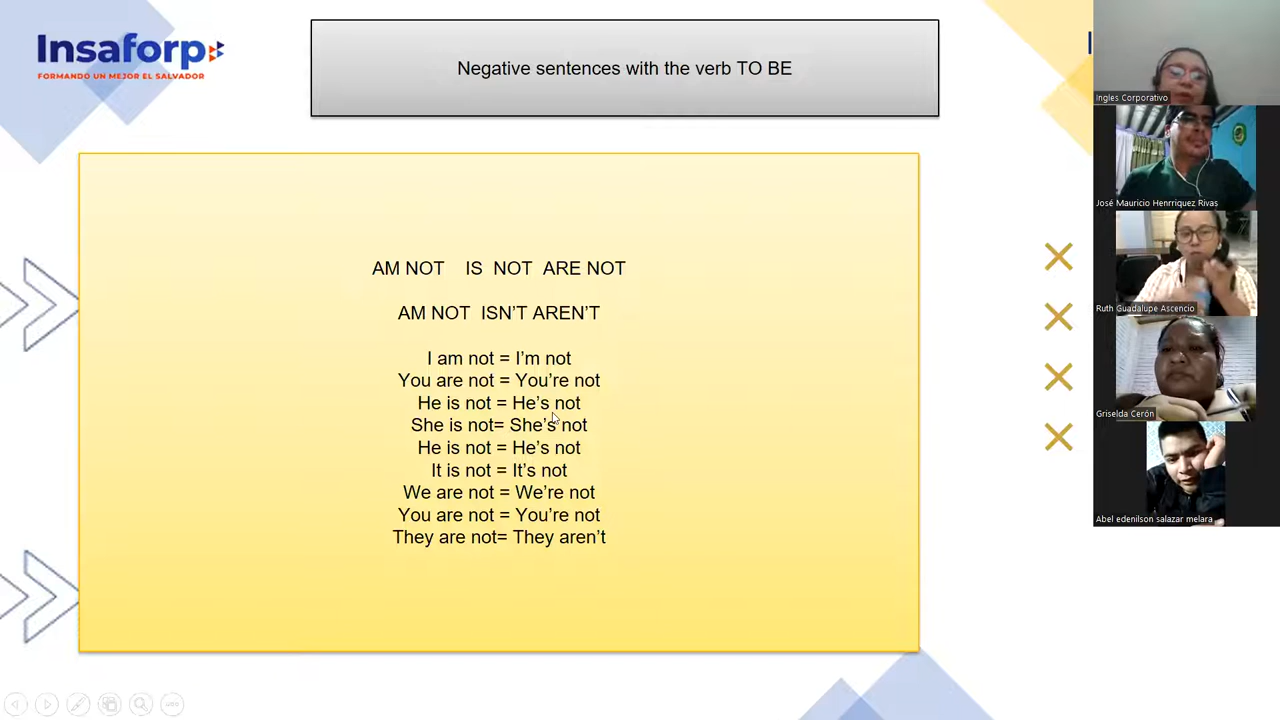 Insaforp
FORMANDO UN MEJOR EL SALVADOR
Negative sentences with the verb TO BE
AM NOT IS NOT ARE NOT
AM NOT ISN’T AREN’T
I am not = I’m not
You are not = You’re not
He is not = He’s not
She is not= She’s not
He is not = He’s not
It is not = It’s not
We are not = We’re not
You are not = You’re not
They are not= They aren’t
Ingles Corporativo
José Mauricio Henrriquez Rivas
Ruth Guadalupe Ascencio
Griselda Cerón
Abel edenilson salazar melara